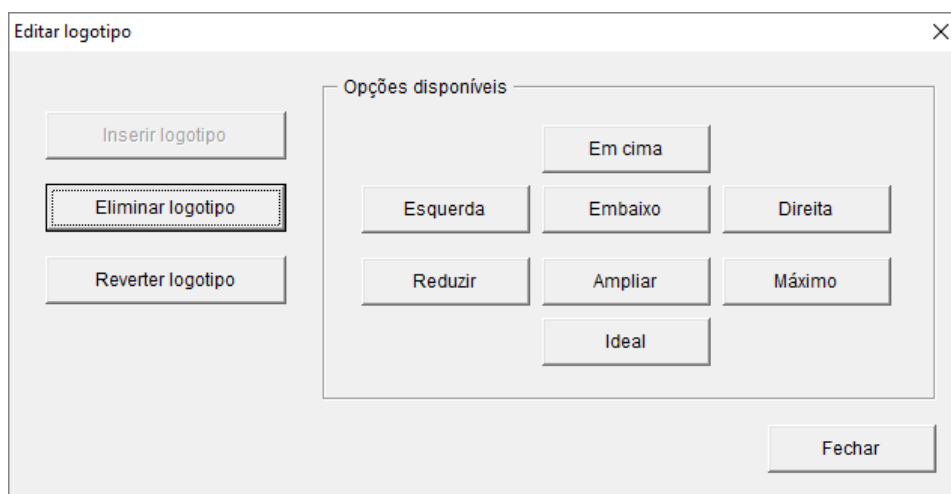 Editar logotipo
Opções disponíveis
Inserir logotipo
Em cima
Eliminar logotipo
Esquerda
Embaixo
Direita
Reverter logotipo
Reduzir
Ampliar
Máximo
Ideal
Fechar